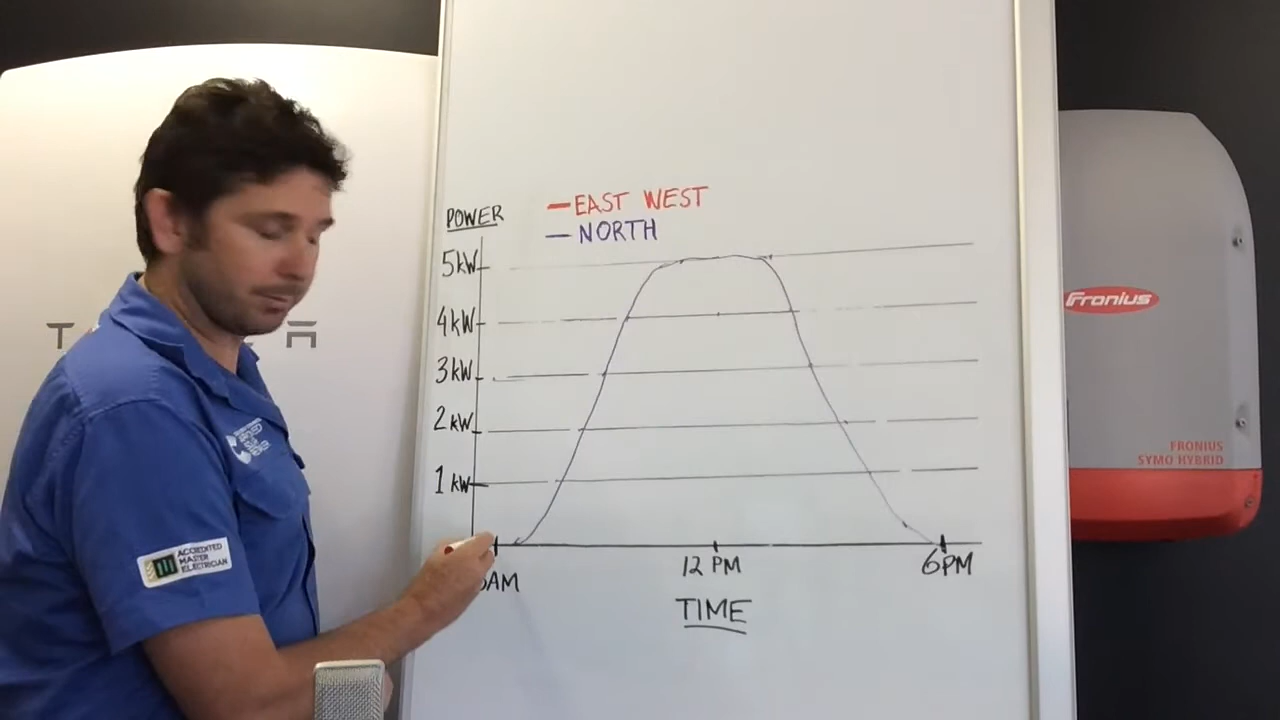 POWER
EAST WEST
NORTH
5kW
4kW
3kW
2kW
1kW
AM
12 PM
6PM
TIME
ACCREDITED
MASTER
ELECTRICIAN
Fronius
FRONIUS
SYMO HYBRID